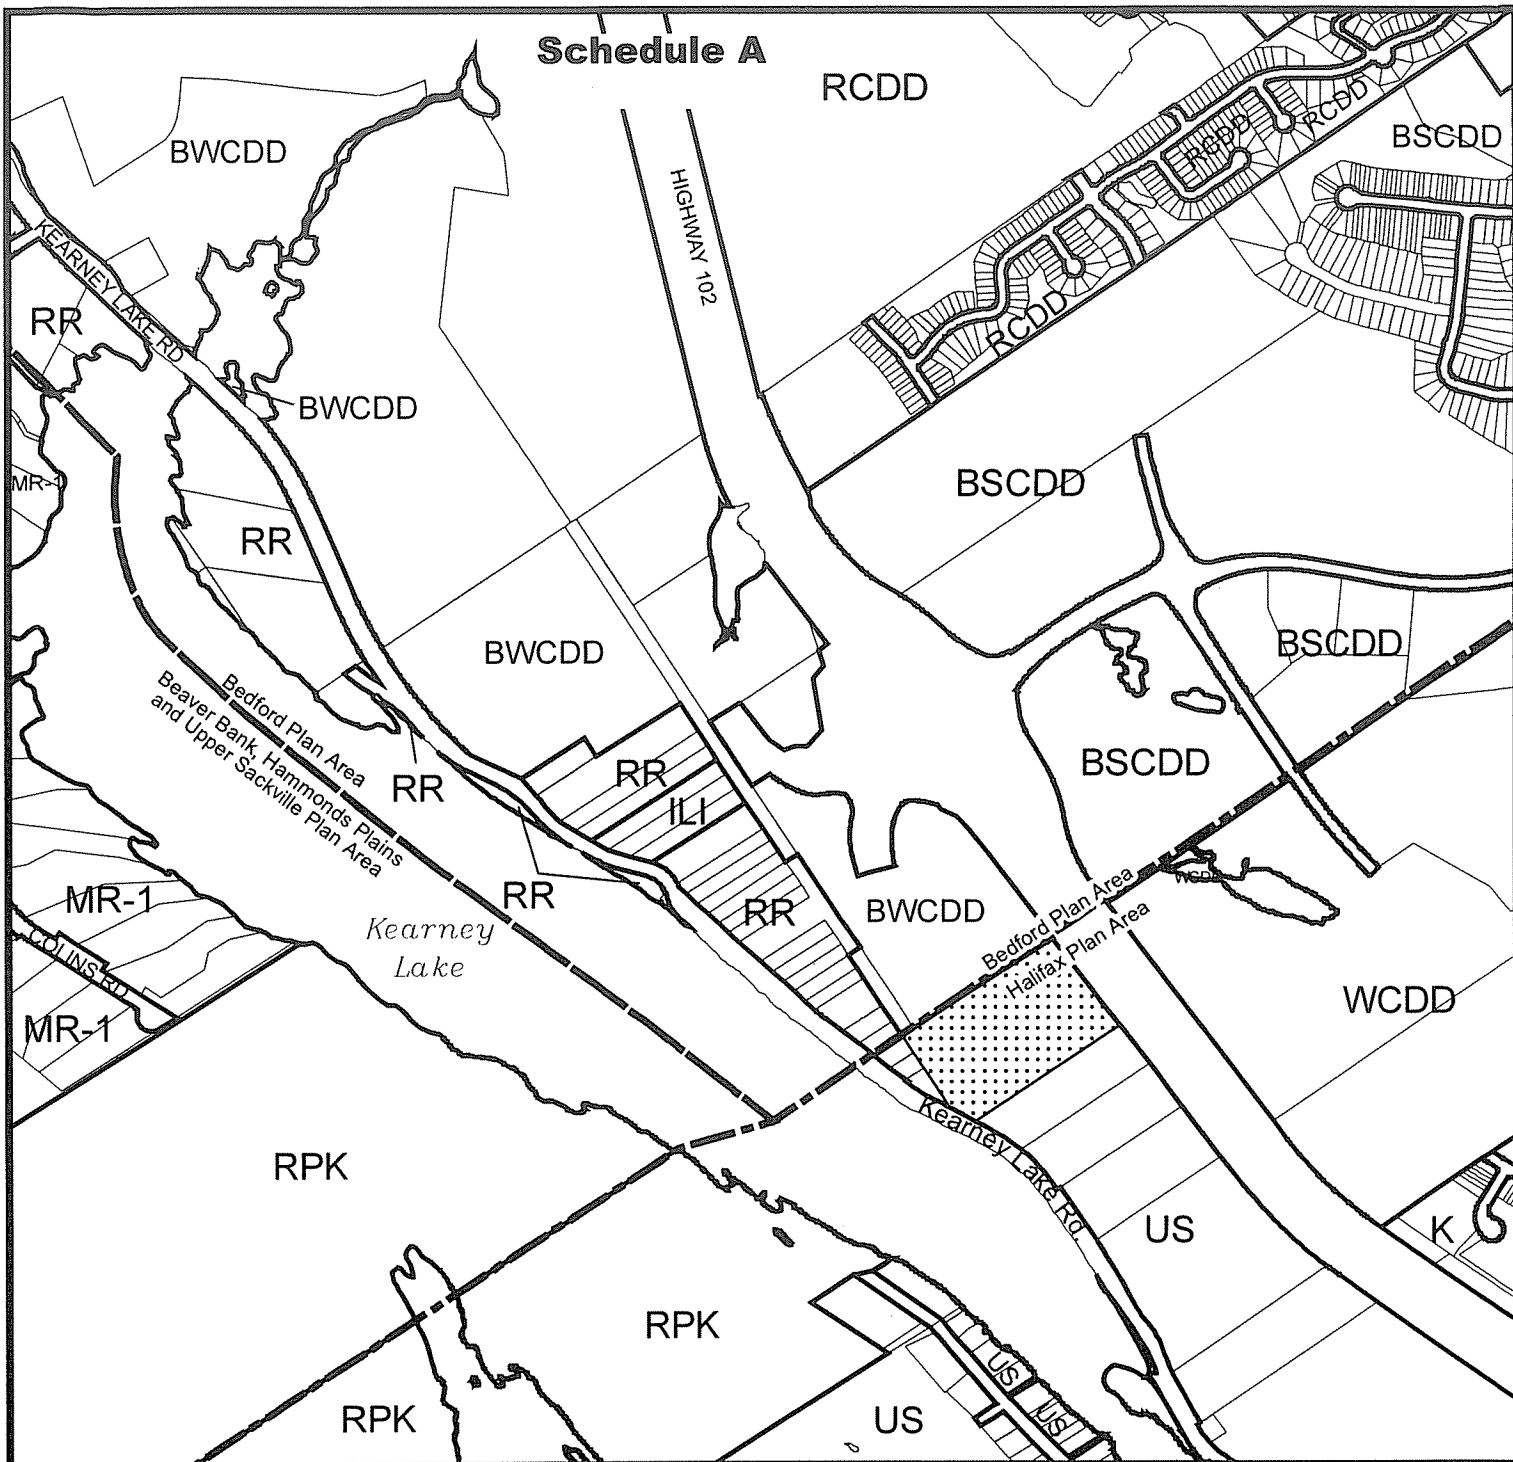 Schedule A
RCDD
RCDD
RCDD
BSCDD
BWCDD
HIGHWAY 102
KEARNEY LAKE RD
RR
RCDD
BWCDD
MR-1
BSCDD
RR
BWCDD
BSCDD
Bedford Plan Area
Beaver Bank, Hammonds Plains
and Upper Sackville Plan Area
RR
RR
ILI
BSCDD
RR
MR-1
RR
BWCDD
Bedford Plan Area
Halifax Plan Area
WCDD
Kearney
Lake
COLINS RD
MR-1
WCDD
Kearney Lake Rd.
RPK
US
K
RPK
US
US
RPK
US